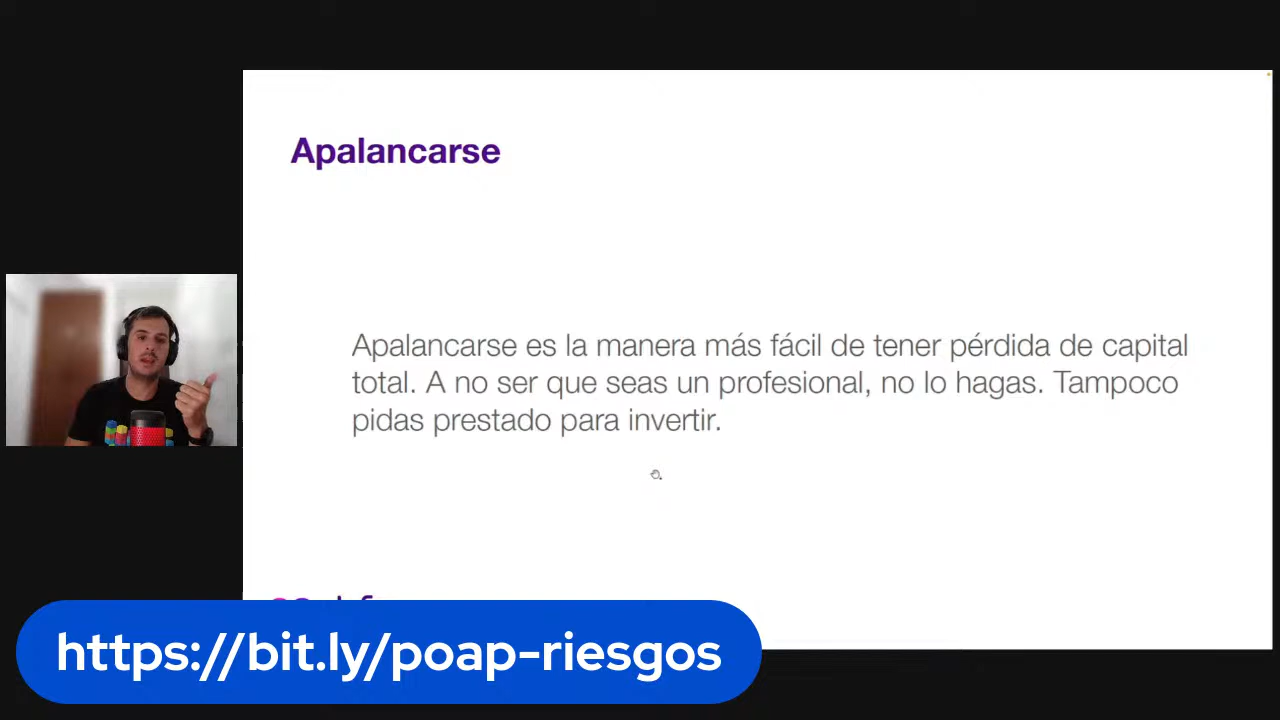 Apalancarse
Apalancarse es la manera más fácil de tener pérdida de capital
total. A no ser que seas un profesional, no lo hagas. Tampoco
pidas prestado para invertir.
https://bit.ly/poap-riesgos